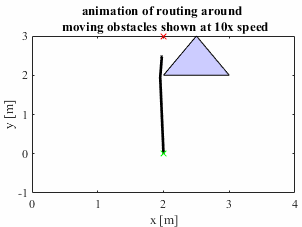 animation of routing around
moving obstacles shown at 10x speed
3
2
1
0
-1
y [m]
0 1 2 3 4
x [m]